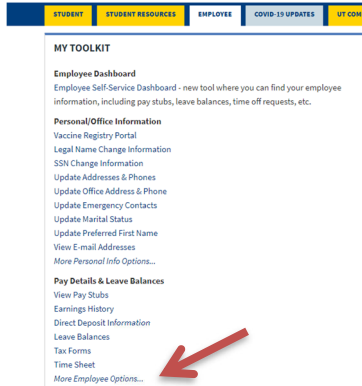 STUDENT STUDENT RESOURCES EMPLOYEE COVID-19 UPDATES UT COM
MY TOOLKIT
Employee Dashboard
Employee Self-Service Dashboard - new tool where you can find your employee
information, including pay stubs, leave balances, time off requests, etc.
Personal/Office Information
Vaccine Registry Portal
Legal Name Change Information
SSN Change Information
Update Addresses & Phones
Update Office Address & Phone
Update Emergency Contacts
Update Marital Status
Update Preferred First Name
View E-mail Addresses
More Personal Info Options...
Pay Details & Leave Balances
View Pay Stubs
Earnings History
Direct Deposit Information
Leave Balances
Tax Forms
Time Sheet
More Employee Options...